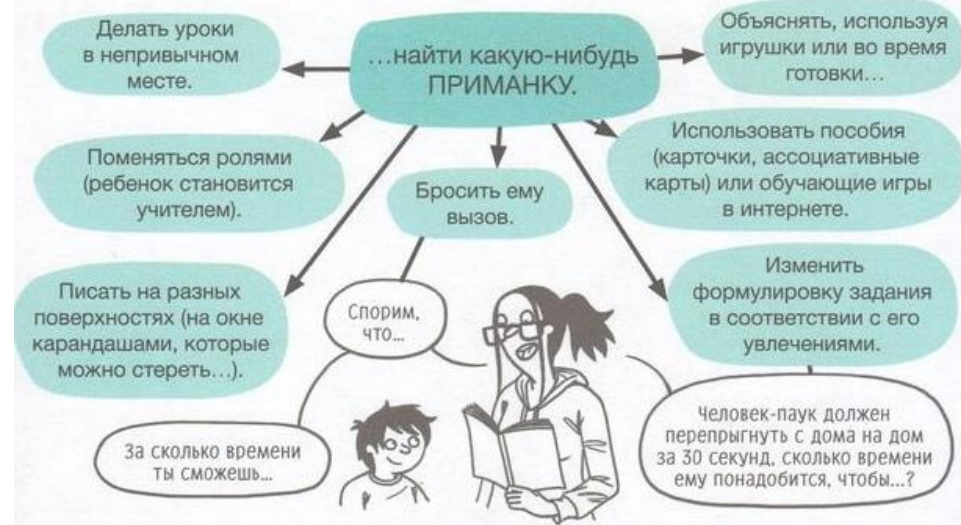 Делать уроки
в непривычном
месте.
…найти какую-нибудь
ПРИМАНКУ.
Объяснять, используя
игрушки или во время
готовки…
Поменяться ролями
(ребенок становится
учителем).
Бросить ему
вызов.
Использовать пособия
(карточки, ассоциативные
карты) или обучающие игры
в интернете.
Писать на разных
поверхностях (на окне
карандашами, которые
можно стереть…).
Спорим,
что...
Изменить
формулировку задания
в соответствии с его
увлечениями.
За сколько времени
ты сможешь...
Человек-паук должен
перепрыгнуть с дома на дом
за 30 секунд, сколько времени
ему понадобится, чтобы...?